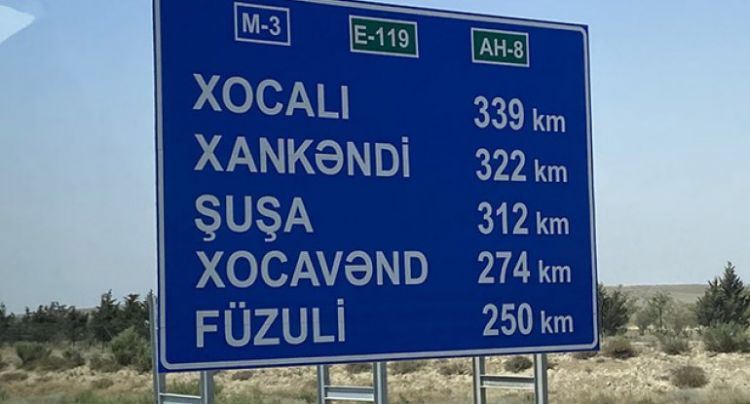 M-3 E-119 AH-8
XOCALI 339 km
XANKƏNDİ 322 km
ŞUŞA 312 km
XOCAVƏND 274 km
FÜZULİ 250 km